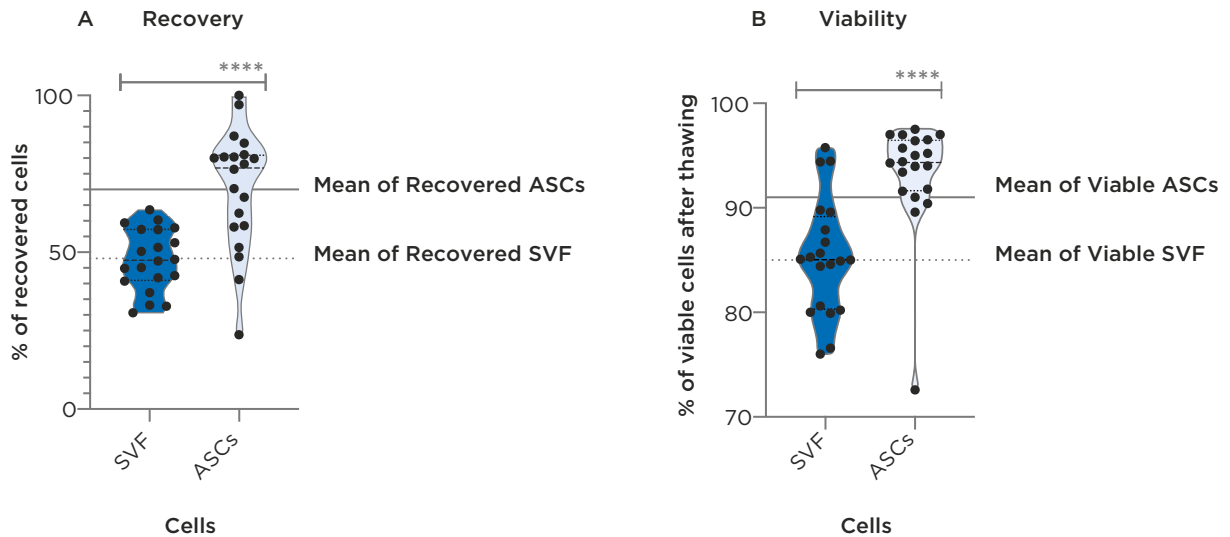 A Recovery
****
% of recovered cells
100
50
0
Mean of Recovered ASCs
Mean of Recovered SVF
SVF
ASCs
Cells
B Viability
****
% of viable cells after thawing
100
90
80
70
Mean of Viable ASCs
Mean of Viable SVF
SVF
ASCs
Cells